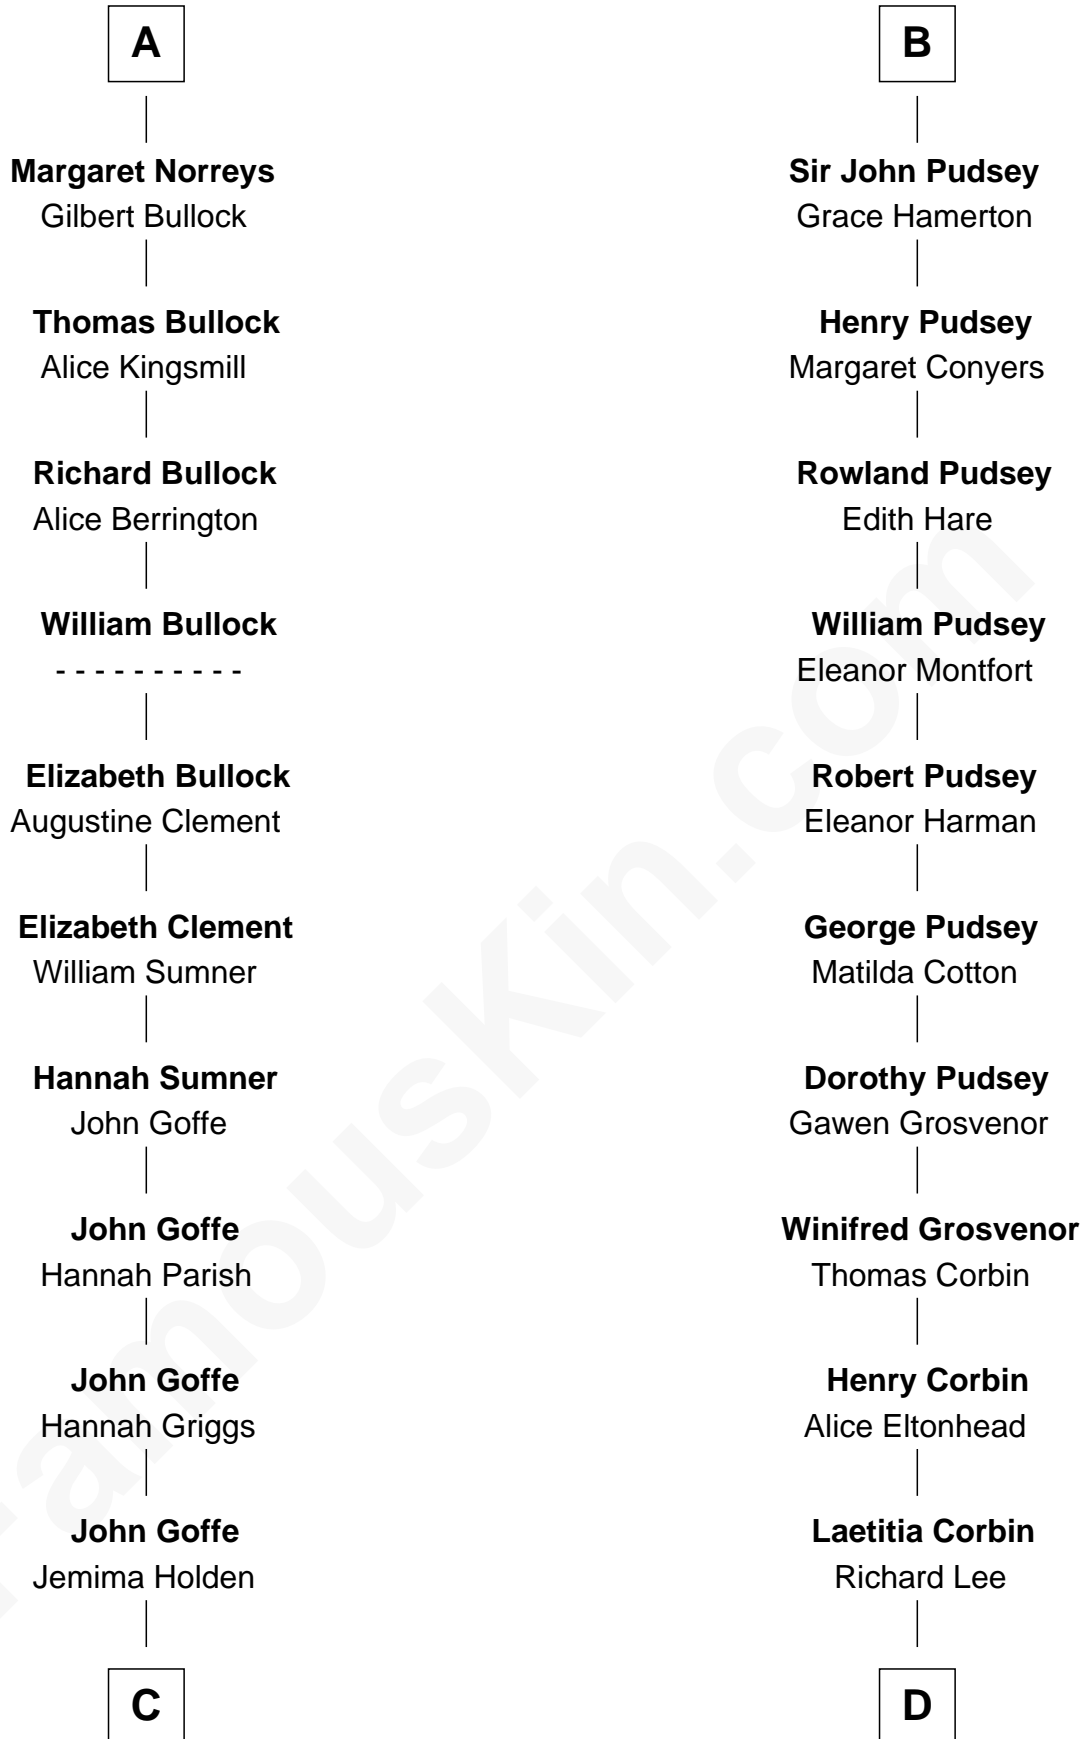 A
Margaret Norreys
Gilbert Bullock
Thomas Bullock
Alice Kingsmill
Richard Bullock
Alice Berrington
William Bullock
- - - - - - - - - -
Elizabeth Bullock
Augustine Clement
Elizabeth Clement
William Sumner
Hannah Sumner
John Goffe
John Goffe
Hannah Parish
John Goffe
Hannah Griggs
John Goffe
Jemima Holden
C
B
Sir John Pudsey
Grace Hamerton
Henry Pudsey
Margaret Conyers
Rowland Pudsey
Edith Hare
William Pudsey
Eleanor Montfort
Robert Pudsey
Eleanor Harman
George Pudsey
Matilda Cotton
Dorothy Pudsey
Gawen Grosvenor
Winifred Grosvenor
Thomas Corbin
Henry Corbin
Alice Eltonhead
Laetitia Corbin
Richard Lee
D
FamousKin.com